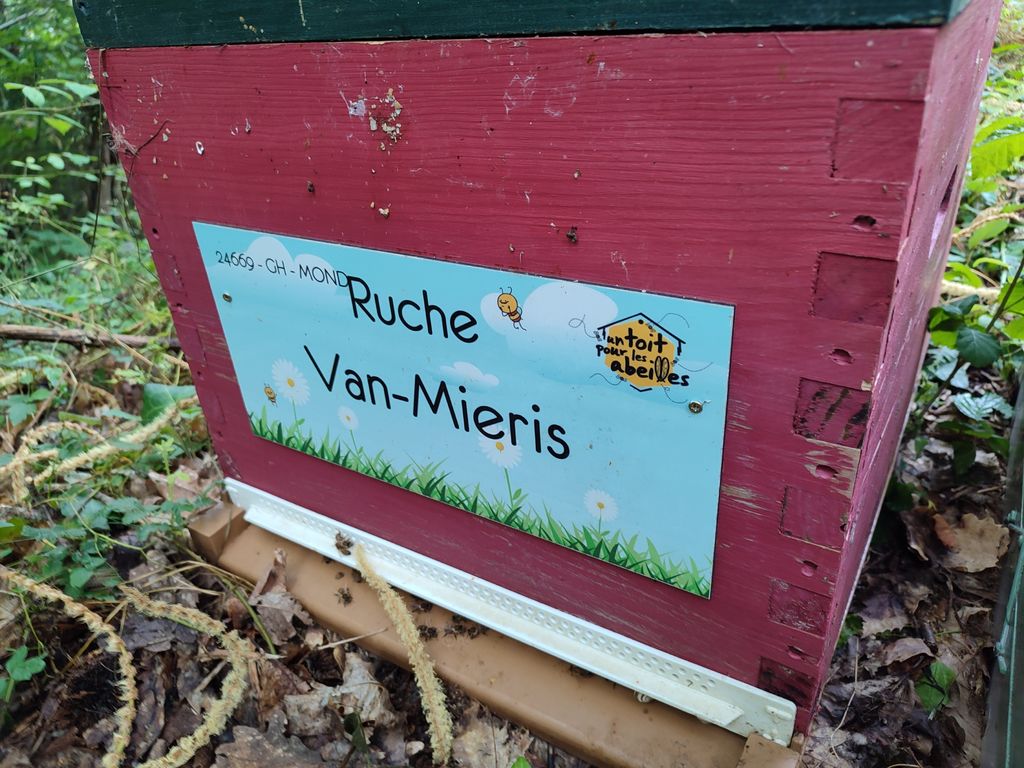 24669 - GH - MOND
Ruche
Van-Mieris
un toit
pour les
abeilles